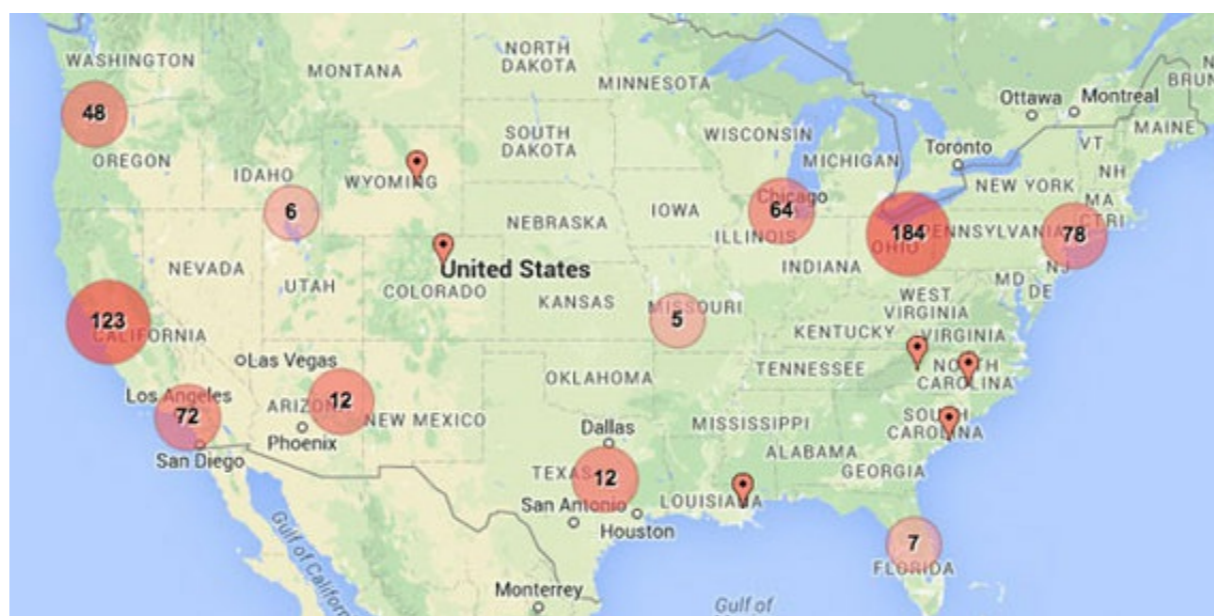 WASHINGTON
MONTANA
NORTH
DAKOTA
MINNESOTA
Ottawa
Montreal
N
BRUN
48
OREGON
IDAHO
WYOMING
SOUTH
DAKOTA
WISCONSIN
MICHIGAN
Toronto
VT
MAINE
NH
NEW YORK
MA
CT RI
6
NEBRASKA
IOWA
Chicago
64
ILLINOIS
184
OHIO
PENNSYLVANIA
78
NJ
NEVADA
UTAH
United States
COLORADO
KANSAS
MISSOURI
5
INDIANA
WEST
VIRGINIA
MD
DE
123
CALIFORNIA
KENTUCKY
VIRGINIA
Las Vegas
OKLAHOMA
TENNESSEE
NORTH
CAROLINA
Los Angeles
72
ARIZONA
12
NEW MEXICO
Phoenix
San Diego
Dallas
MISSISSIPPI
SOUTH
CAROLINA
ALABAMA
GEORGIA
TEXAS
12
LOUISIANA
San Antonio
Houston
Gulf of Californ
7
FLORIDA
Monterrey
Gulf of